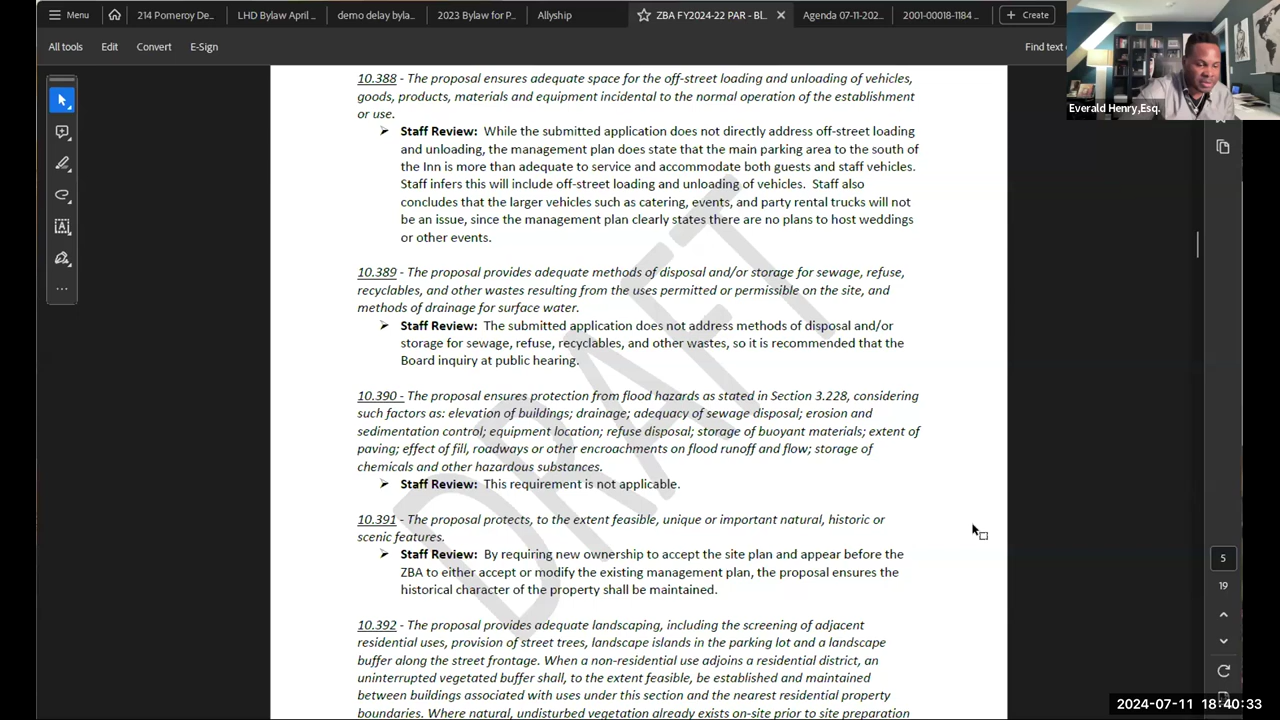 Menu
214 Pomeroy De...
LHD Bylaw April ...
demo delay byla...
2023 Bylaw for P...
Allyship
ZBA FY2024-22 PAR - Bl...
Agenda 07-11-202...
2001-00018-1184 ...
Create
All tools
Edit
Convert
E-Sign
Find text
Everald Henry,Esq.
10.388 - The proposal ensures adequate space for the off-street loading and unloading of vehicles,
goods, products, materials and equipment incidental to the normal operation of the establishment
or use.
Staff Review: While the submitted application does not directly address off-street loading
and unloading, the management plan does state that the main parking area to the south of
the Inn is more than adequate to service and accommodate both guests and staff vehicles.
Staff infers this will include off-street loading and unloading of vehicles. Staff also
concludes that the larger vehicles such as catering, events, and party rental trucks will not
be an issue, since the management plan clearly states there are no plans to host weddings
or other events.
10.389 - The proposal provides adequate methods of disposal and/or storage for sewage, refuse,
recyclables, and other wastes resulting from the uses permitted or permissible on the site, and
methods of drainage for surface water.
Staff Review: The submitted application does not address methods of disposal and/or
storage for sewage, refuse, recyclables, and other wastes, so it is recommended that the
Board inquiry at public hearing.
10.390 - The proposal ensures protection from flood hazards as stated in Section 3.228, considering
such factors as: elevation of buildings; drainage; adequacy of sewage disposal; erosion and
sedimentation control; equipment location; refuse disposal; storage of buoyant materials; extent of
paving; effect of fill, roadways or other encroachments on flood runoff and flow; storage of
chemicals and other hazardous substances.
Staff Review: This requirement is not applicable.
10.391 - The proposal protects, to the extent feasible, unique or important natural, historic or
scenic features.
Staff Review: By requiring new ownership to accept the site plan and appear before the
ZBA to either accept or modify the existing management plan, the proposal ensures the
historical character of the property shall be maintained.
10.392 - The proposal provides adequate landscaping, including the screening of adjacent
residential uses, provision of street trees, landscape islands in the parking lot and a landscape
buffer along the street frontage. When a non-residential use adjoins a residential district, an
uninterrupted vegetated buffer shall, to the extent feasible, be established and maintained
between buildings associated with uses under this section and the nearest residential property
boundaries. Where natural, undisturbed vegetation already exists on-site prior to site preparation
DRAFT
5
19
2024-07-11 18:40:33